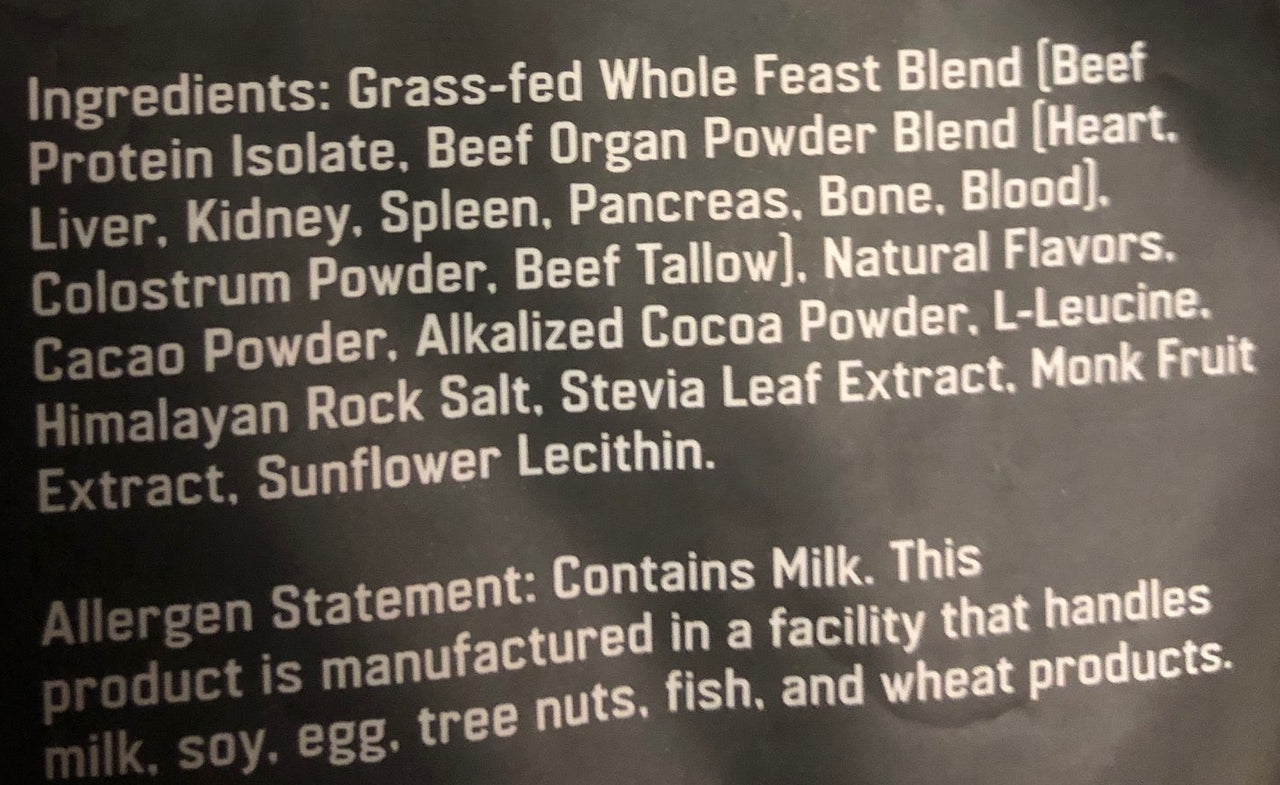 Ingredients: Grass-fed Whole Feast Blend [Beef
Protein Isolate, Beef Organ Powder Blend [Heart,
Liver, Kidney, Spleen, Pancreas, Bone, Blood],
Colostrum Powder, Beef Tallow], Natural Flavors,
Cacao Powder, Alkalized Cocoa Powder, L-Leucine,
Himalayan Rock Salt, Stevia Leaf Extract, Monk Fruit
Extract, Sunflower Lecithin.
Allergen Statement: Contains Milk. This
product is manufactured in a facility that handles
milk, soy, egg, tree nuts, fish, and wheat products.